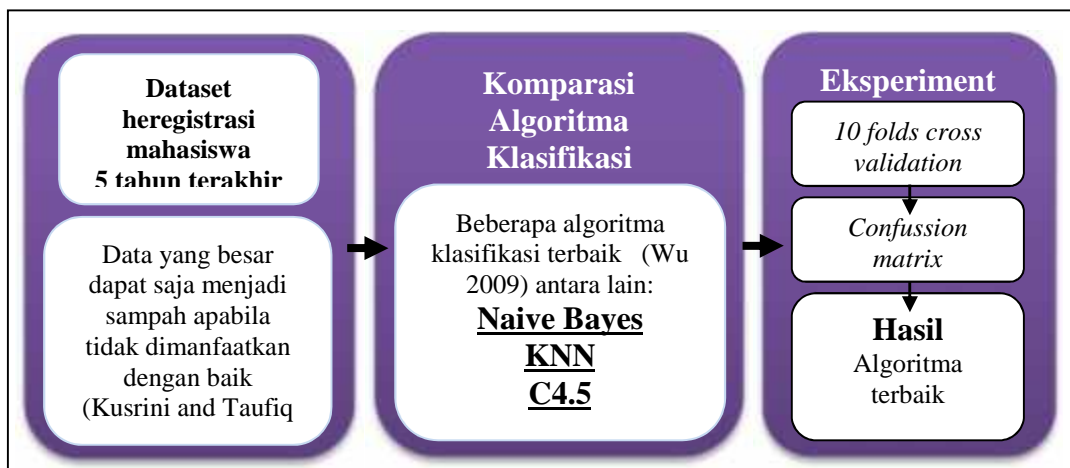 Dataset
heregistrasi
mahasiswa
5 tahun terakhir
Data yang besar
dapat saja menjadi
sampah apabila
tidak dimanfaatkan
dengan baik
(Kusrini and Taufiq
Komparasi
Algoritma
Klasifikasi
Beberapa algoritma
klasifikasi terbaik (Wu
2009) antara lain:
Naive Bayes
KNN
C4.5
Eksperiment
10 folds cross
validation
Confussion
matrix
Hasil
Algoritma
terbaik